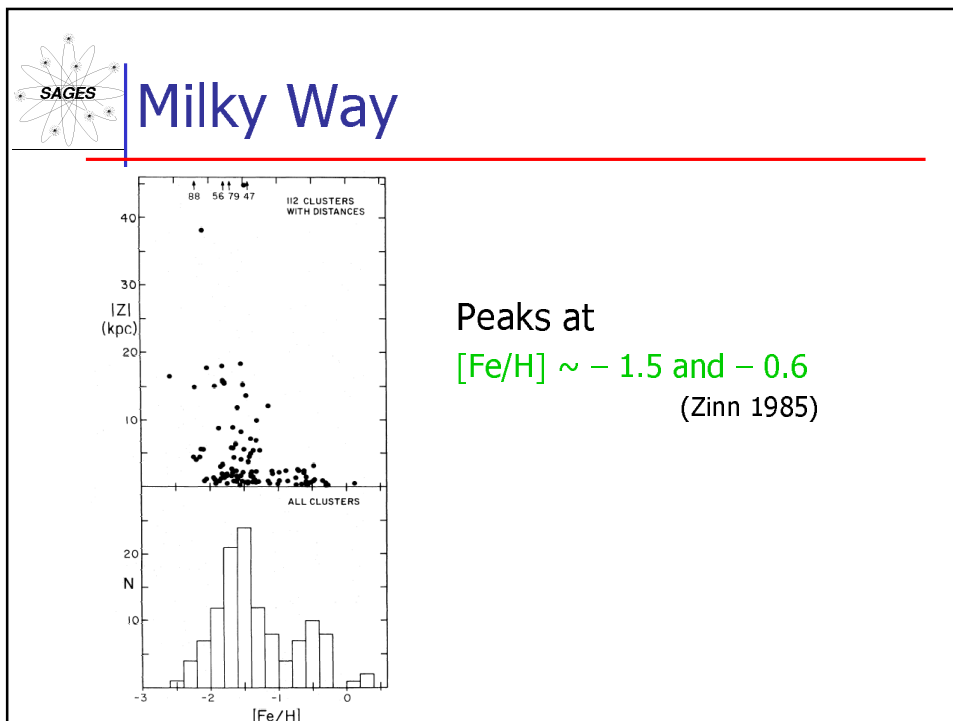 SAGES
Milky Way
88 56 79 47
112 CLUSTERS
WITH DISTANCES
40
30
|Z|
(kpc)
20
10
ALL CLUSTERS
20
N
10
-3 -2 -1 0
[Fe/H]
Peaks at
[Fe/H] ~ – 1.5 and – 0.6
(Zinn 1985)